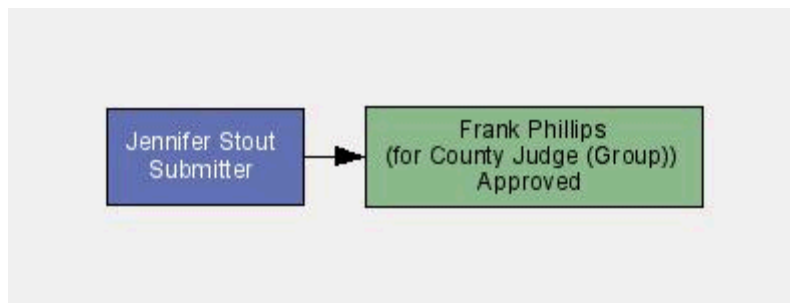 Jennifer Stout
Submitter
Frank Phillips
(for County Judge (Group))
Approved